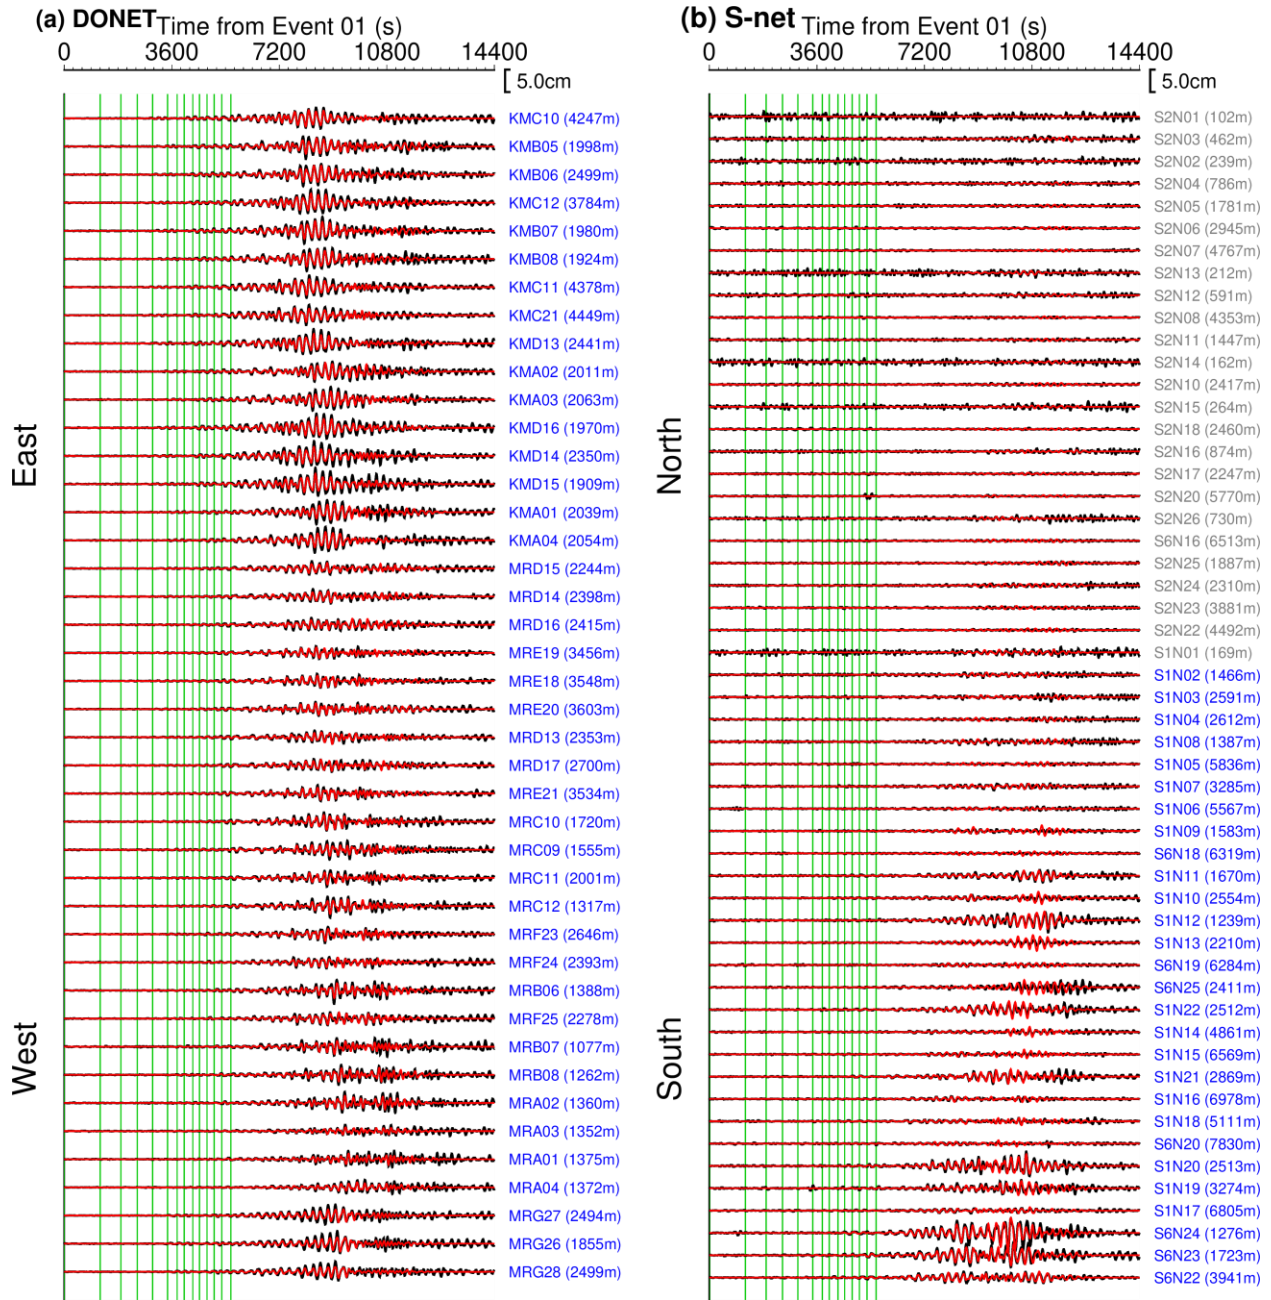 (a) DONET Time from Event 01 (s)
0 3600 7200 10800 14400
5.0cm
East
West
KMC10 (4247m)
KMB05 (1998m)
KMB06 (2499m)
KMC12 (3784m)
KMB07 (1980m)
KMB08 (1924m)
KMC11 (4378m)
KMC21 (4449m)
KMD13 (2441m)
KMA02 (2011m)
KMA03 (2063m)
KMD16 (1970m)
KMD14 (2350m)
KMD15 (1909m)
KMA01 (2039m)
KMA04 (2054m)
MRD15 (2244m)
MRD14 (2398m)
MRD16 (2415m)
MRE19 (3456m)
MRE18 (3548m)
MRE20 (3603m)
MRD13 (2353m)
MRD17 (2700m)
MRE21 (3534m)
MRC10 (1720m)
MRC09 (1555m)
MRC11 (2001m)
MRC12 (1317m)
MRF23 (2646m)
MRF24 (2393m)
MRB06 (1388m)
MRF25 (2278m)
MRB07 (1077m)
MRB08 (1262m)
MRA02 (1360m)
MRA03 (1352m)
MRA01 (1375m)
MRA04 (1372m)
MRG27 (2494m)
MRG26 (1855m)
MRG28 (2499m)
(b) S-net Time from Event 01 (s)
0 3600 7200 10800 14400
5.0cm
North
South
S2N01 (102m)
S2N03 (462m)
S2N02 (239m)
S2N04 (786m)
S2N05 (1781m)
S2N06 (2945m)
S2N07 (4767m)
S2N13 (212m)
S2N12 (591m)
S2N08 (4353m)
S2N11 (1447m)
S2N14 (162m)
S2N10 (2417m)
S2N15 (264m)
S2N18 (2460m)
S2N16 (874m)
S2N17 (2247m)
S2N20 (5770m)
S2N26 (730m)
S6N16 (6513m)
S2N25 (1887m)
S2N24 (2310m)
S2N23 (3881m)
S2N22 (4492m)
S1N01 (169m)
S1N02 (1466m)
S1N03 (2591m)
S1N04 (2612m)
S1N08 (1387m)
S1N05 (5836m)
S1N07 (3285m)
S1N06 (5567m)
S1N09 (1583m)
S6N18 (6319m)
S1N11 (1670m)
S1N10 (2554m)
S1N12 (1239m)
S1N13 (2210m)
S6N19 (6284m)
S6N25 (2411m)
S1N22 (2512m)
S1N14 (4861m)
S1N15 (6569m)
S1N21 (2869m)
S1N16 (6978m)
S1N18 (5111m)
S6N20 (7830m)
S1N20 (2513m)
S1N19 (3274m)
S1N17 (6805m)
S6N24 (1276m)
S6N23 (1723m)
S6N22 (3941m)